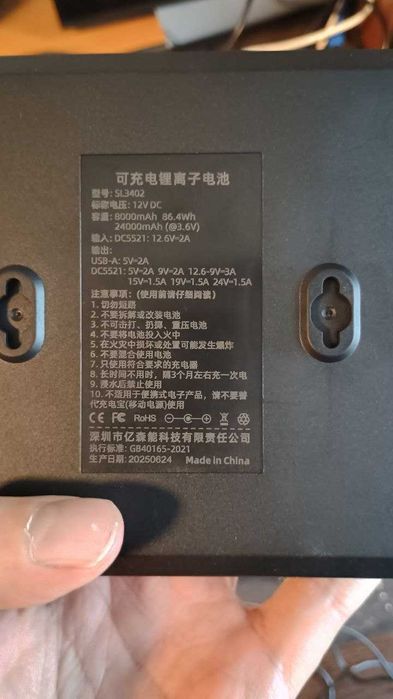 可充电锂离子电池
型号: SL3402
标称电压: 12V DC
容量: 8000mAh 86.4Wh
24000mAh (@3.6V)
输入: DC5521: 12.6V⎓2A
输出:
USB-A: 5V⎓2A
DC5521: 5V⎓2A 9V⎓2A 12.6-9V⎓3A
15V⎓1.5A 19V⎓1.5A 24V⎓1.5A
注意事项: (使用前请仔细阅读)
1. 切勿短路
2. 不要拆解或改装电池
3. 不可击打、扔掷、重压电池
4. 不要将电池投入火中
5. 在火灾中损坏或处置可能发生爆炸
6. 不要混合使用电池
7. 只使用符合要求的充电器
8. 长时间不用时, 隔3个月左右充一次电
9. 浸水后禁止使用
10. 不适用于便携式电子产品, 请不要替
代充电宝(移动电源)使用
CE FC RoHS
深圳市亿森能科技有限责任公司
执行标准: GB40165-2021
生产日期: 20250624 Made in China